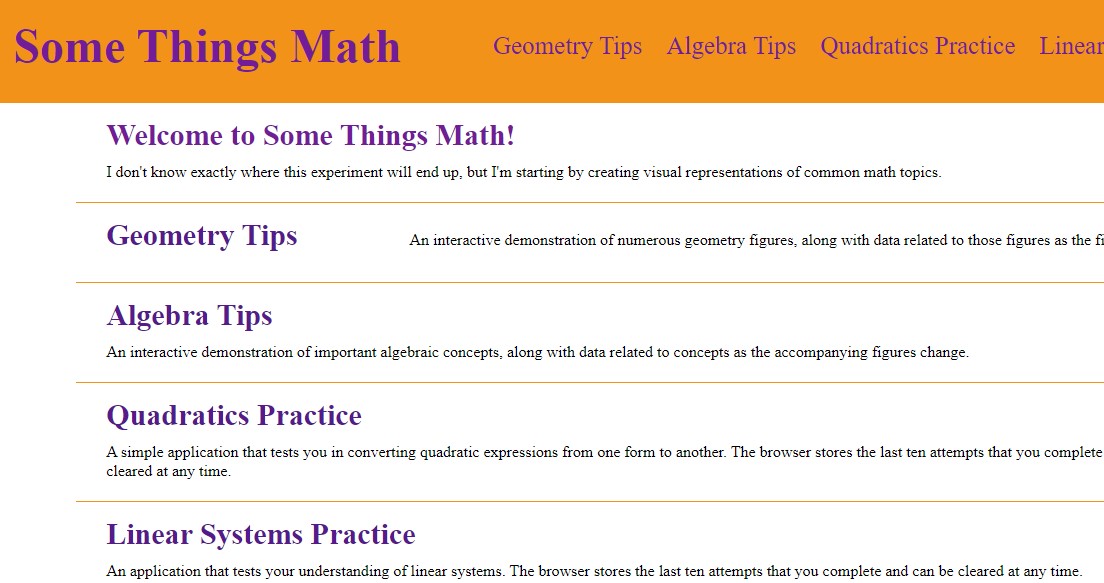 Some Things Math
Geometry Tips Algebra Tips Quadratics Practice Linear
Welcome to Some Things Math!
I don't know exactly where this experiment will end up, but I'm starting by creating visual representations of common math topics.
Geometry Tips
An interactive demonstration of numerous geometry figures, along with data related to those figures as the
Algebra Tips
An interactive demonstration of important algebraic concepts, along with data related to concepts as the accompanying figures change.
Quadratics Practice
A simple application that tests you in converting quadratic expressions from one form to another. The browser stores the last ten attempts that you complete
cleared at any time.
Linear Systems Practice
An application that tests your understanding of linear systems. The browser stores the last ten attempts that you complete and can be cleared at any time.